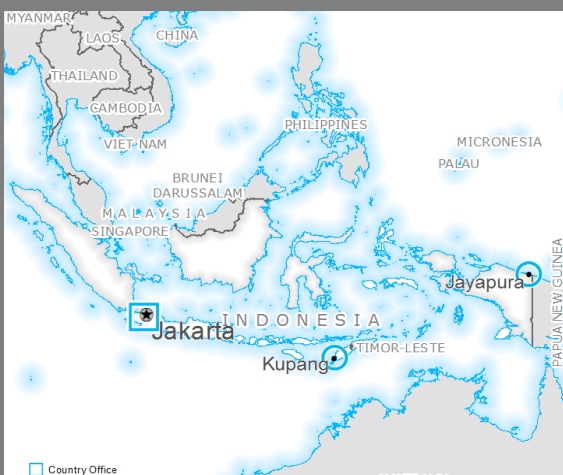 MYANMAR
LAOS
CHINA
THAILAND
CAMBODIA
VIET NAM
PHILIPPINES
MICRONESIA
PALAU
BRUNEI
DARUSSALAM
MALAYSIA
SINGAPORE
Jayapura
PAPUA NEW GUINEA
INDONESIA
Jakarta
TIMOR-LESTE
Kupang
Country Office